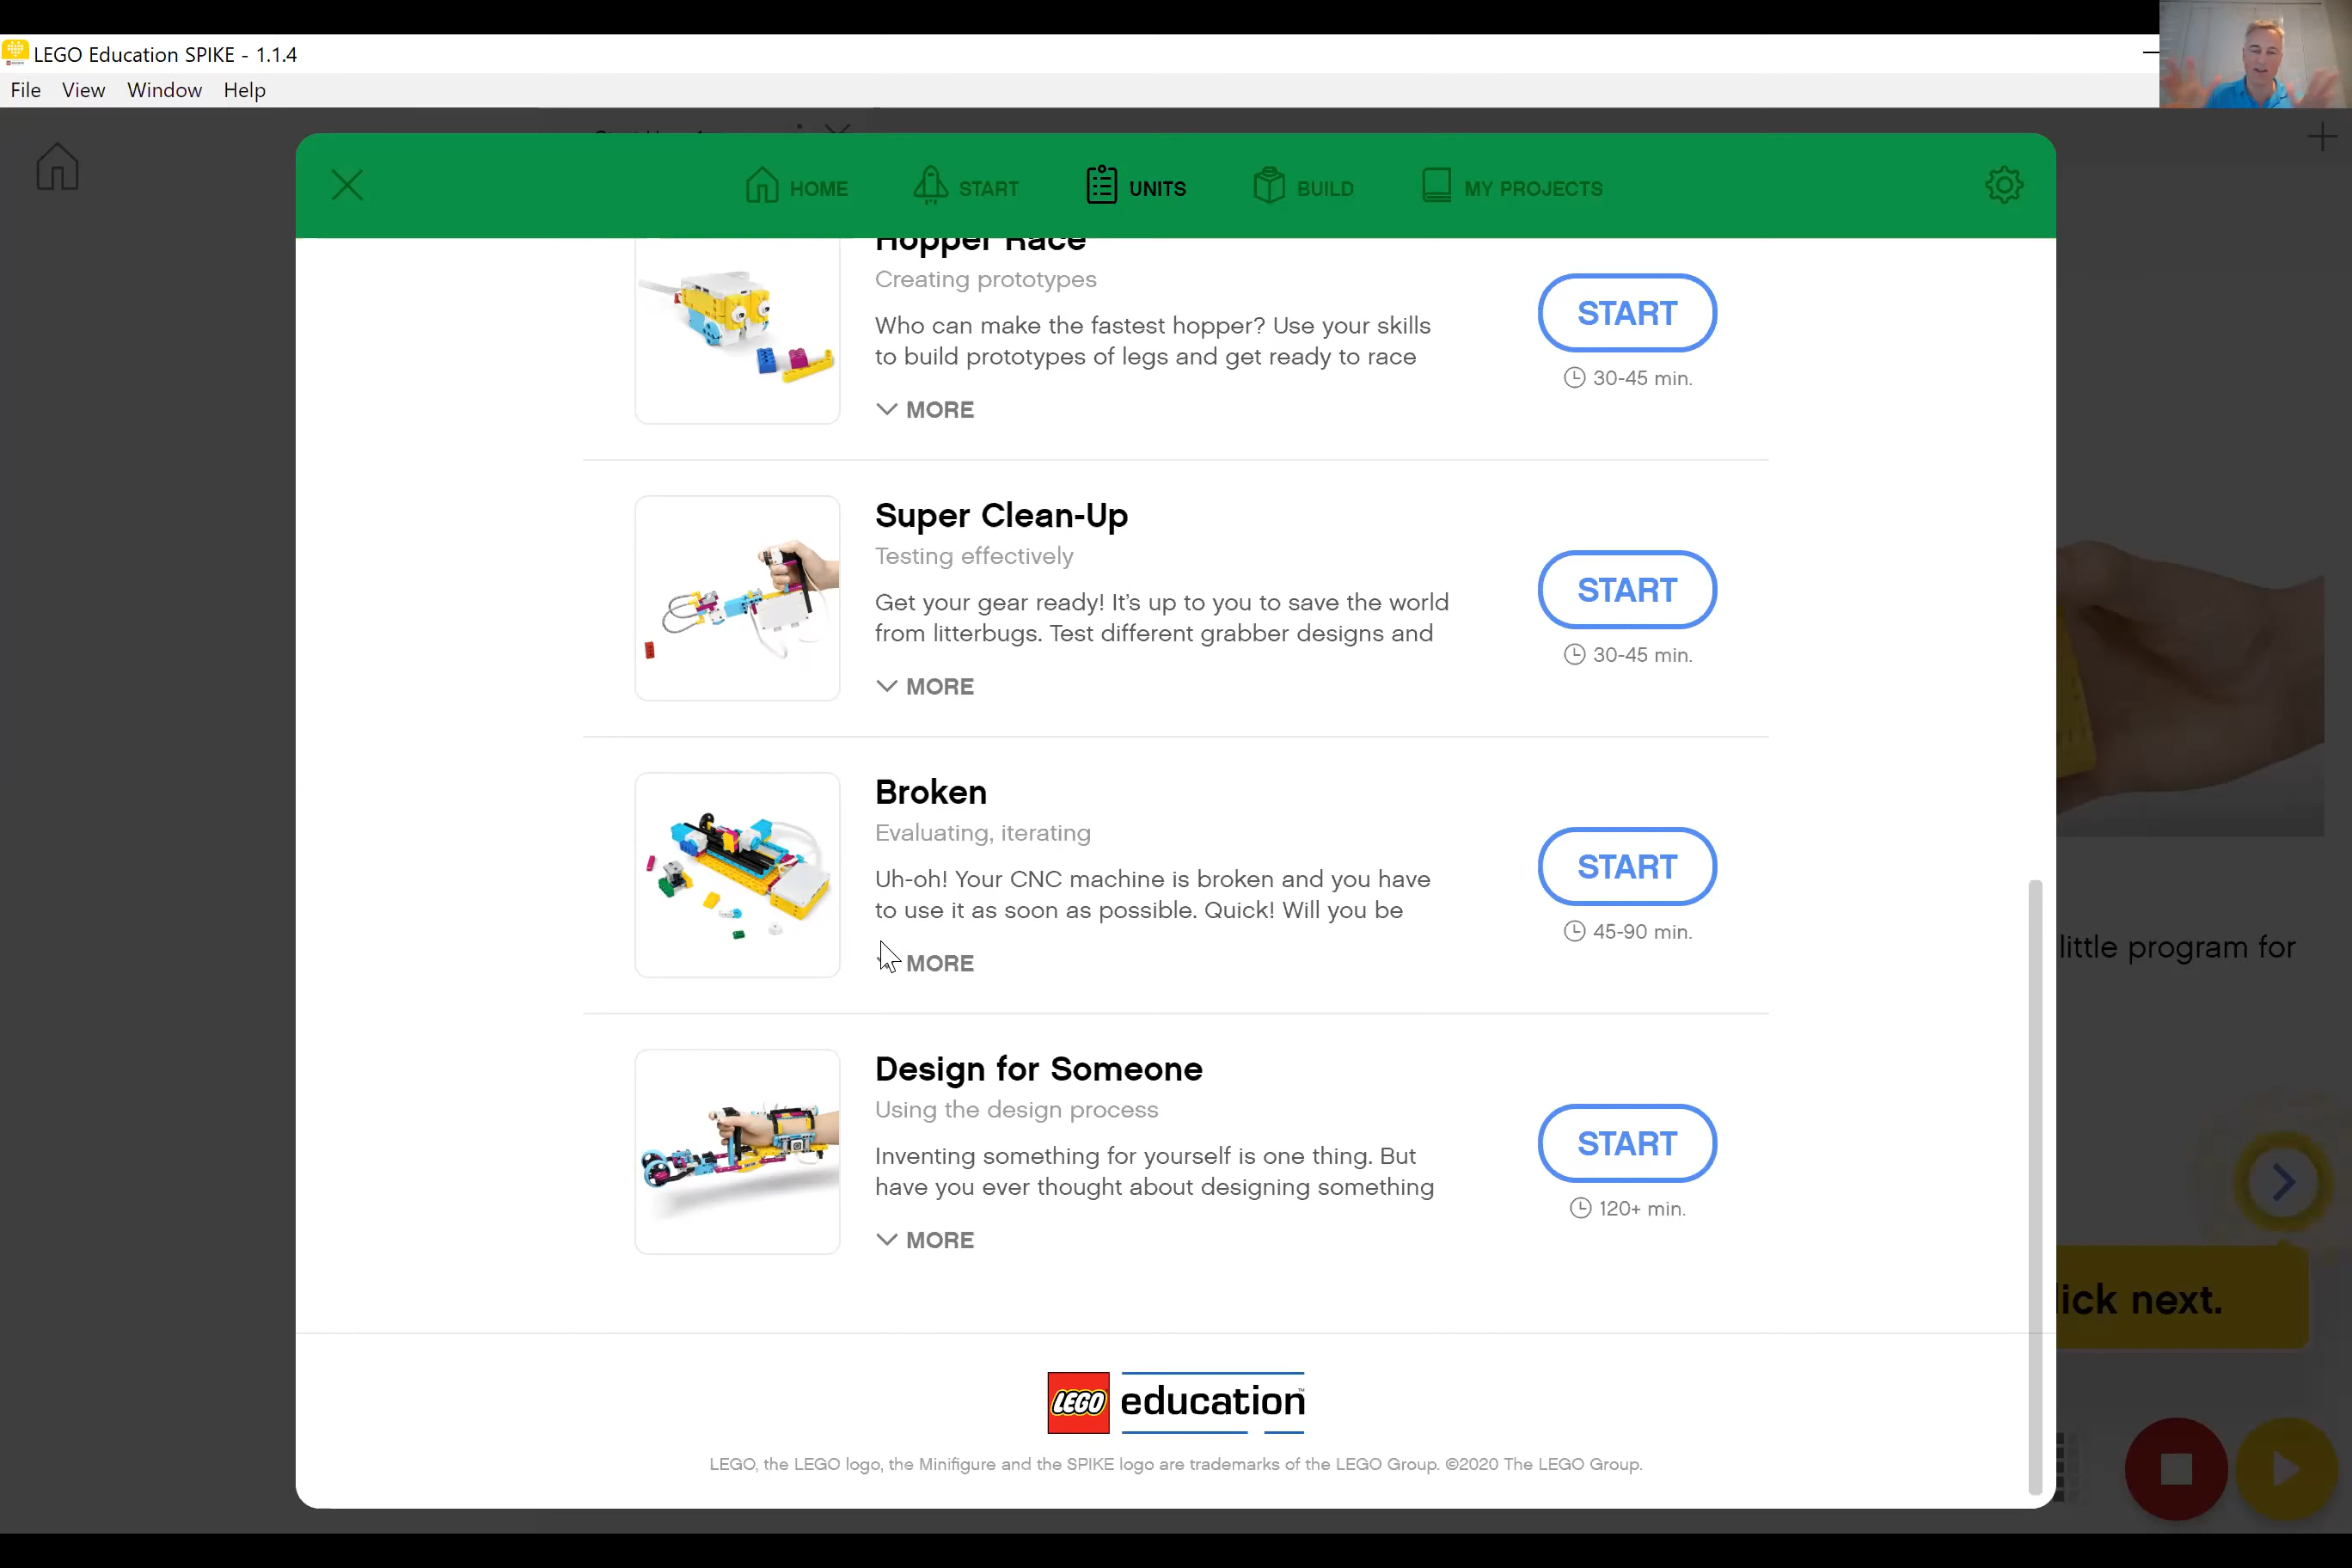 LEGO Education SPIKE - 1.1.4
File View Window Help
HOME START UNITS BUILD MY PROJECTS
Hopper Race
Creating prototypes
Who can make the fastest hopper? Use your skills
to build prototypes of legs and get ready to race
MORE
START
30-45 min.
Super Clean-Up
Testing effectively
Get your gear ready! It's up to you to save the world
from litterbugs. Test different grabber designs and
MORE
START
30-45 min.
Broken
Evaluating, iterating
Uh-oh! Your CNC machine is broken and you have
to use it as soon as possible. Quick! Will you be
MORE
START
45-90 min.
Design for Someone
Using the design process
Inventing something for yourself is one thing. But
have you ever thought about designing something
MORE
START
120+ min.
little program for
lick next.
LEGO education™
LEGO, the LEGO logo, the Minifigure and the SPIKE logo are trademarks of the LEGO Group. ©2020 The LEGO Group.